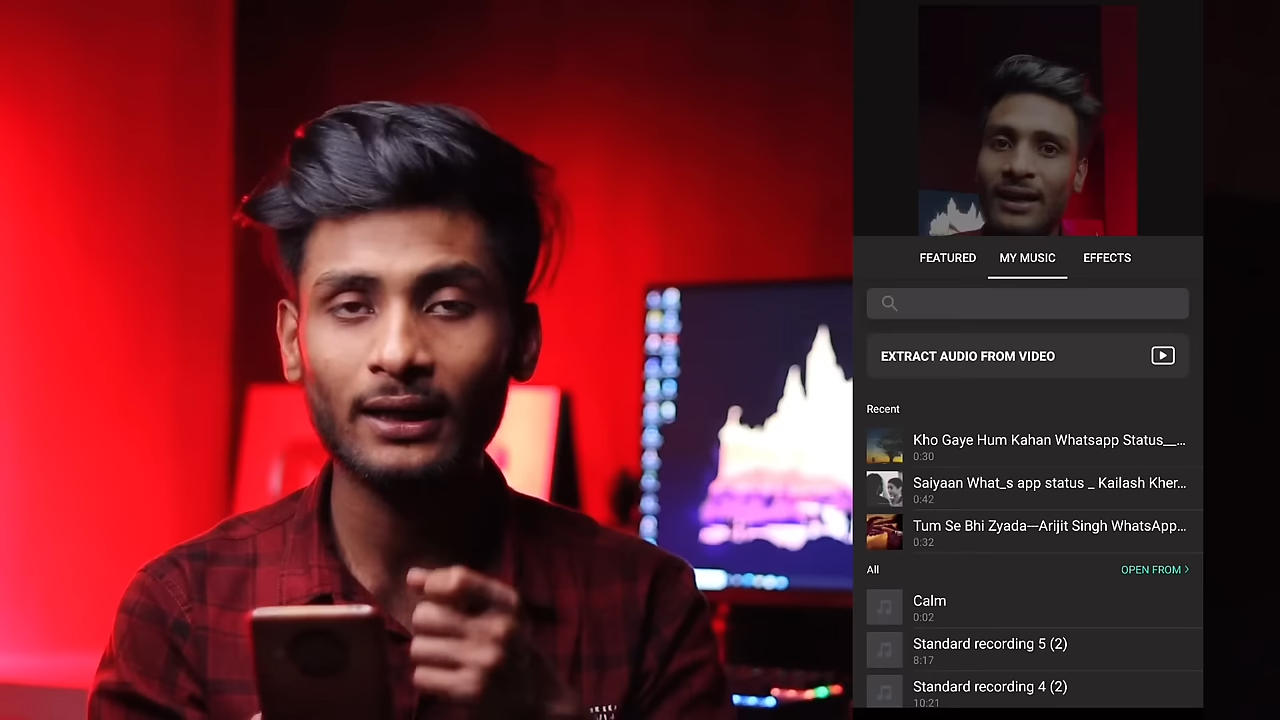 FEATURED MY MUSIC EFFECTS
EXTRACT AUDIO FROM VIDEO
Recent
Kho Gaye Hum Kahan Whatsapp Status__...
0:30
Saiyaan What_s app status _ Kailash Kher...
0:42
Tum Se Bhi Zyada—Arijit Singh WhatsApp...
0:32
All OPEN FROM >
Calm
0:02
Standard recording 5 (2)
8:17
Standard recording 4 (2)
10:21